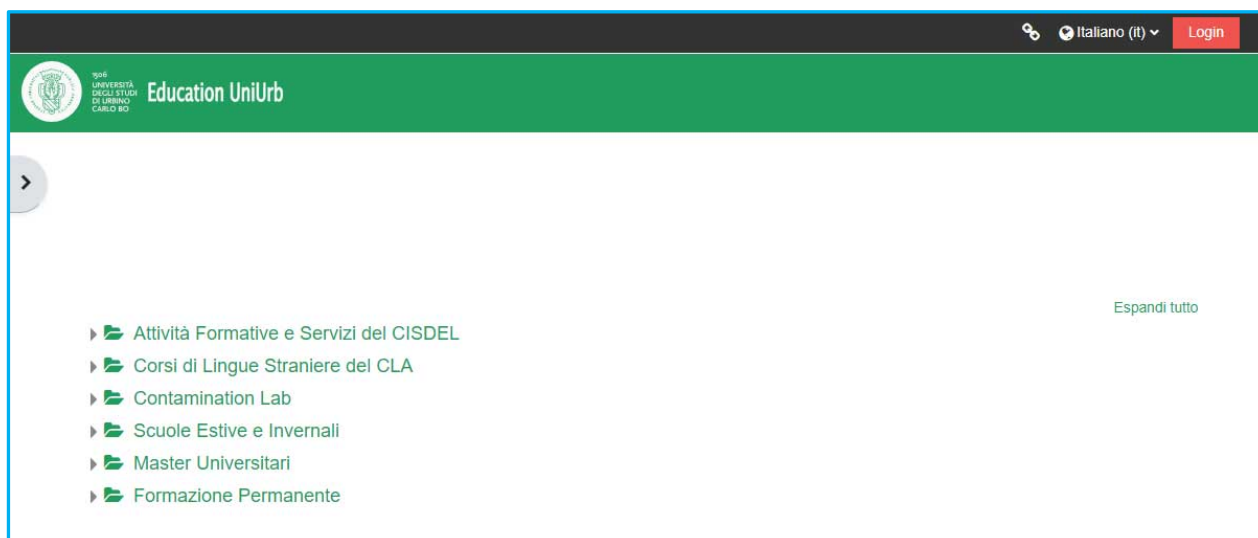 Italiano (it)
Login
1506
UNIVERSITÀ
DEGLI STUDI
DI URBINO
CARLO BO
Education UniUrb
Espandi tutto
Attività Formative e Servizi del CISDEL
Corsi di Lingue Straniere del CLA
Contamination Lab
Scuole Estive e Invernali
Master Universitari
Formazione Permanente